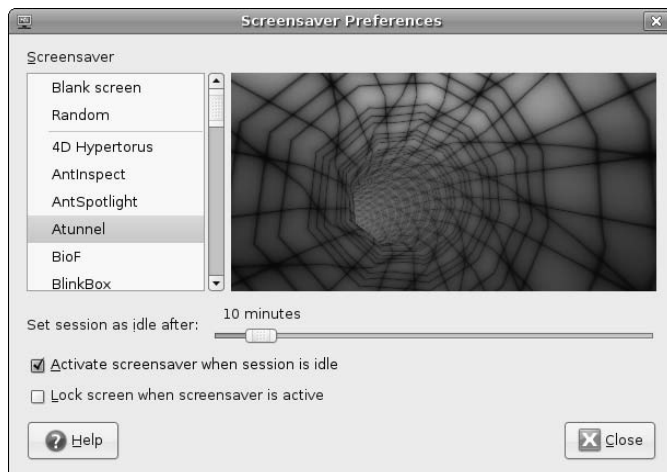 Screensaver Preferences
Screensaver
Blank screen
Random
4D Hypertorus
AntInspect
AntSpotlight
Atunnel
BioF
BlinkBox
10 minutes
Set session as idle after:
Activate screensaver when session is idle
Lock screen when screensaver is active
Help
Close